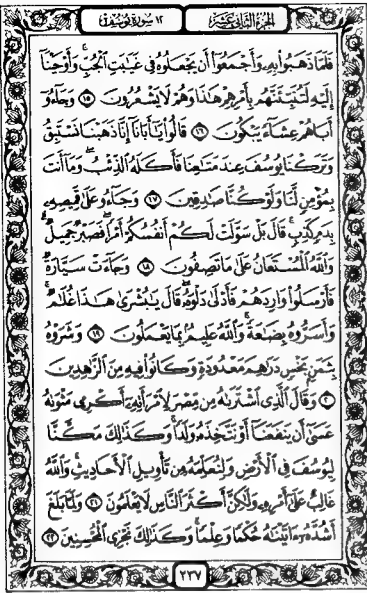 الجزء الثاني عشر
١٢ سورة يوسف
فَلَمَّا ذَهَبُوا۟ بِهِۦ وَأَجْمَعُوٓا۟ أَن يَجْعَلُوهُ فِى غَيَـٰبَتِ ٱلْجُبِّ ۚ وَأَوْحَيْنَآ
إِلَيْهِ لَتُنَبِّئَنَّهُم بِأَمْرِهِمْ هَـٰذَا وَهُمْ لَا يَشْعُرُونَ ١٥ وَجَآءُوٓ
أَبَاهُمْ عِشَآءً يَبْكُونَ ١٦ قَالُوا۟ يَـٰٓأَبَانَآ إِنَّا ذَهَبْنَا نَسْتَبِقُ
وَتَرَكْنَا يُوسُفَ عِندَ مَتَـٰعِنَا فَأَكَلَهُ ٱلذِّئْبُ ۖ وَمَآ أَنتَ
بِمُؤْمِنٍ لَّنَا وَلَوْ كُنَّا صَـٰدِقِينَ ١٧ وَجَآءُو عَلَىٰ قَمِيصِهِۦ
بِدَمٍ كَذِبٍ ۚ قَالَ بَلْ سَوَّلَتْ لَكُمْ أَنفُسُكُمْ أَمْرًا ۖ فَصَبْرٌ جَمِيلٌ ۖ
وَٱللَّهُ ٱلْمُسْتَعَانُ عَلَىٰ مَا تَصِفُونَ ١٨ وَجَآءَتْ سَيَّارَةٌ
فَأَرْسَلُوا۟ وَارِدَهُمْ فَأَدْلَىٰ دَلْوَهُۥ ۖ قَالَ يَـٰبُشْرَىٰ هَـٰذَا غُلَـٰمٌ ۚ
وَأَسَرُّوهُ بِضَـٰعَةً ۚ وَٱللَّهُ عَلِيمٌۢ بِمَا يَعْمَلُونَ ١٩ وَشَرَوْهُ
بِثَمَنٍۭ بَخْسٍ دَرَٰهِمَ مَعْدُودَةٍ وَكَانُوا۟ فِيهِ مِنَ ٱلزَّٰهِدِينَ
٢٠ وَقَالَ ٱلَّذِى ٱشْتَرَىٰهُ مِن مِّصْرَ لِٱمْرَأَتِهِۦٓ أَكْرِمِى مَثْوَىٰهُ
عَسَىٰٓ أَن يَنفَعَنَآ أَوْ نَتَّخِذَهُۥ وَلَدًا ۚ وَكَذَٰلِكَ مَكَّنَّا
لِيُوسُفَ فِى ٱلْأَرْضِ وَلِنُعَلِّمَهُۥ مِن تَأْوِيلِ ٱلْأَحَادِيثِ ۚ وَٱللَّهُ
غَالِبٌ عَلَىٰٓ أَمْرِهِۦ وَلَـٰكِنَّ أَكْثَرَ ٱلنَّاسِ لَا يَعْلَمُونَ ٢١ وَلَمَّا بَلَغَ
أَشُدَّهُۥٓ ءَاتَيْنَـٰهُ حُكْمًا وَعِلْمًا ۚ وَكَذَٰلِكَ نَجْزِى ٱلْمُحْسِنِينَ ٢٢
٢٣٧